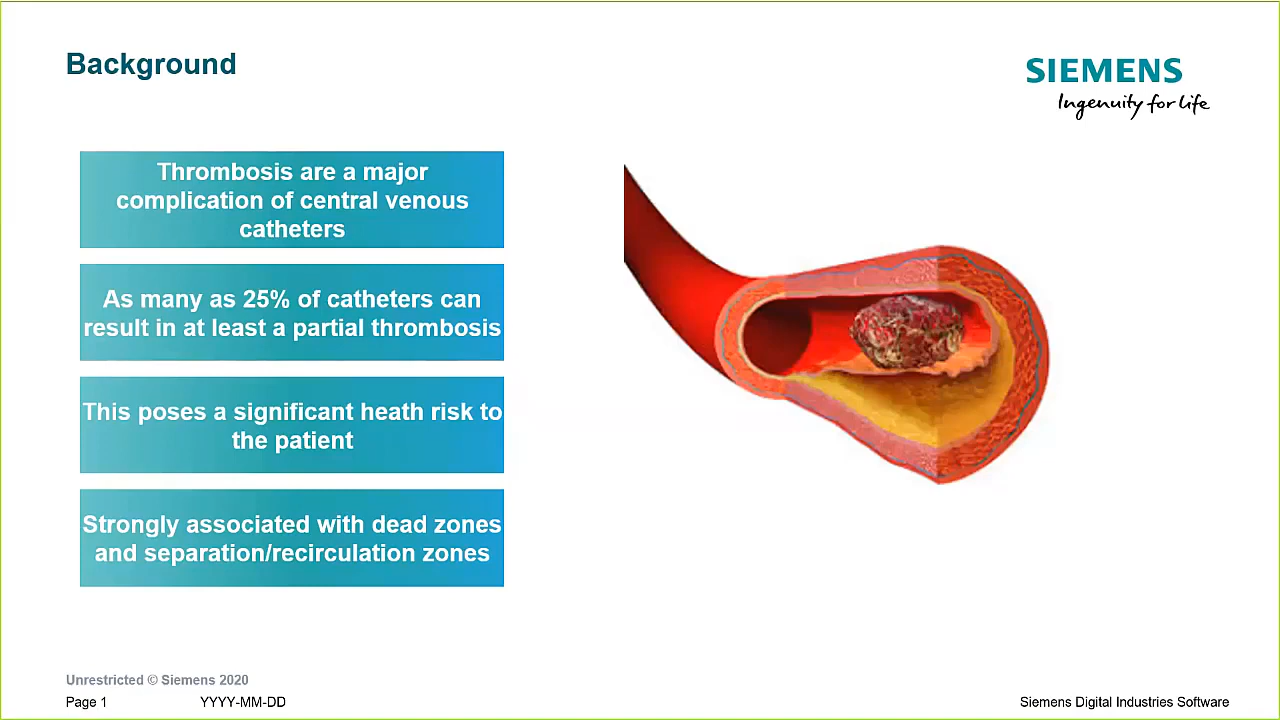 Background
SIEMENS
Ingenuity for life
Thrombosis are a major
complication of central venous
catheters
As many as 25% of catheters can
result in at least a partial thrombosis
This poses a significant heath risk to
the patient
Strongly associated with dead zones
and separation/recirculation zones
Unrestricted © Siemens 2020
Page 1 YYYY-MM-DD Siemens Digital Industries Software